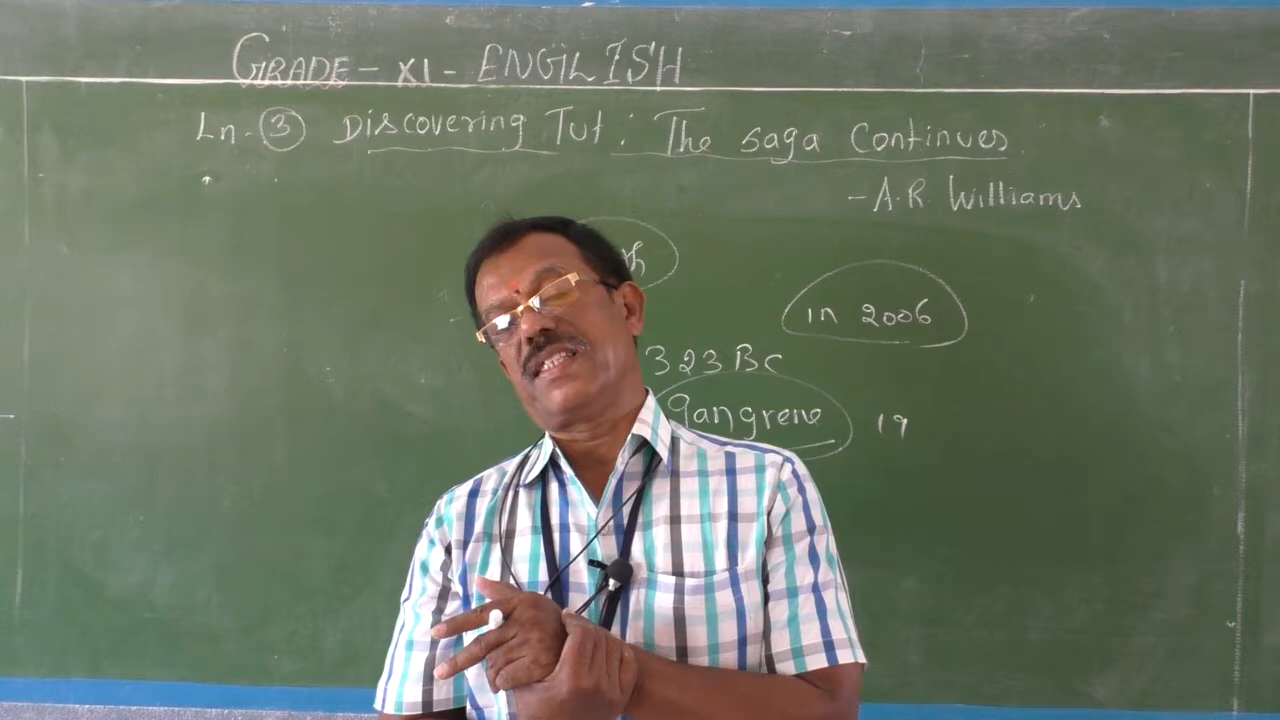 GRADE - XI - ENGLISH
Ln. 3 Discovering Tut : The saga Continues
- A.R. Williams
in 2006
323 BC
gangrene 19